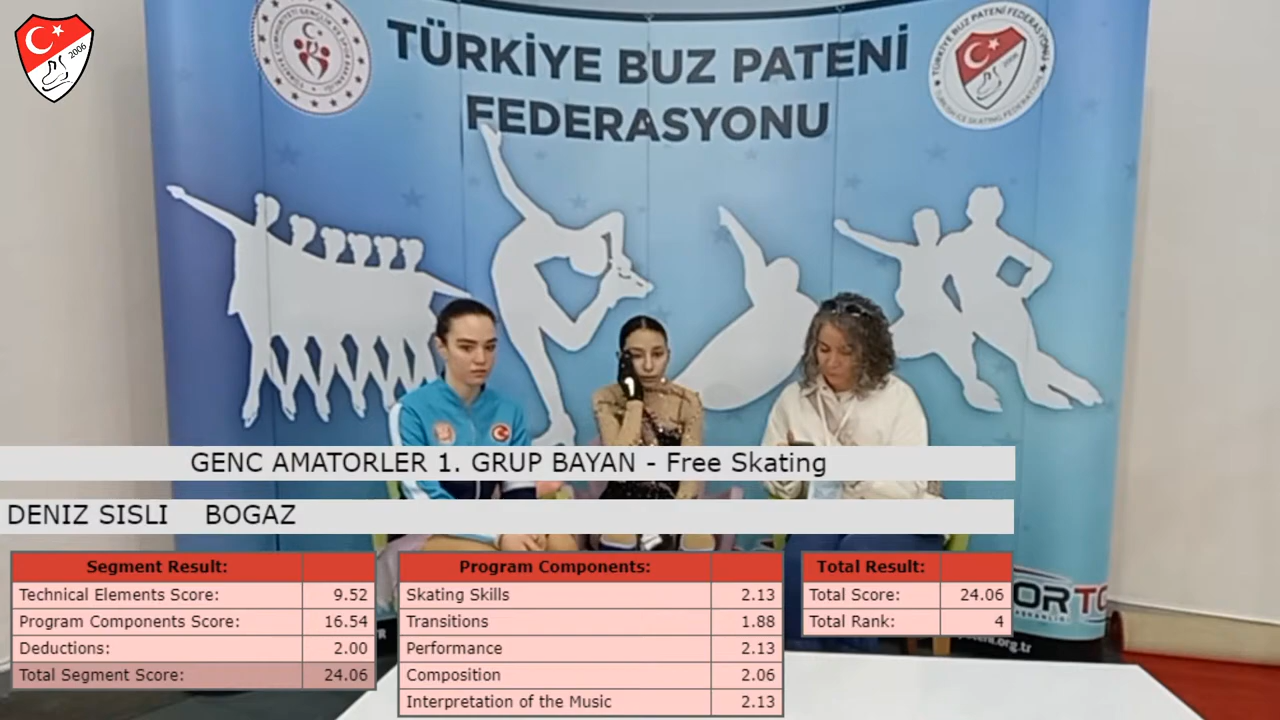 2006
TÜRKİYE BUZ PATENİ
FEDERASYONU
GENC AMATORLER 1. GRUP BAYAN - Free Skating
DENIZ SISLI BOGAZ
Segment Result:
Technical Elements Score: 9.52
Program Components Score: 16.54
Deductions: 2.00
Total Segment Score: 24.06
Program Components:
Skating Skills 2.13
Transitions 1.88
Performance 2.13
Composition 2.06
Interpretation of the Music 2.13
Total Result:
Total Score: 24.06
Total Rank: 4